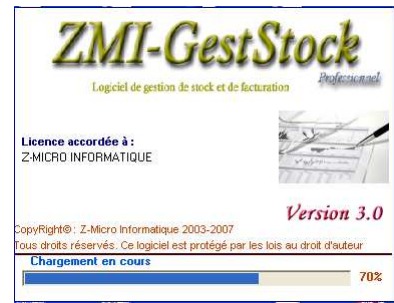 ZMI-GestStock
Professionnel
Logiciel de gestion de stock et de facturation
Licence accordée à :
Z-MICRO INFORMATIQUE
Version 3.0
CopyRight® : Z-Micro Informatique 2003-2007
Tous droits réservés. Ce logiciel est protégé par les lois au droit d'auteur
Chargement en cours
70%